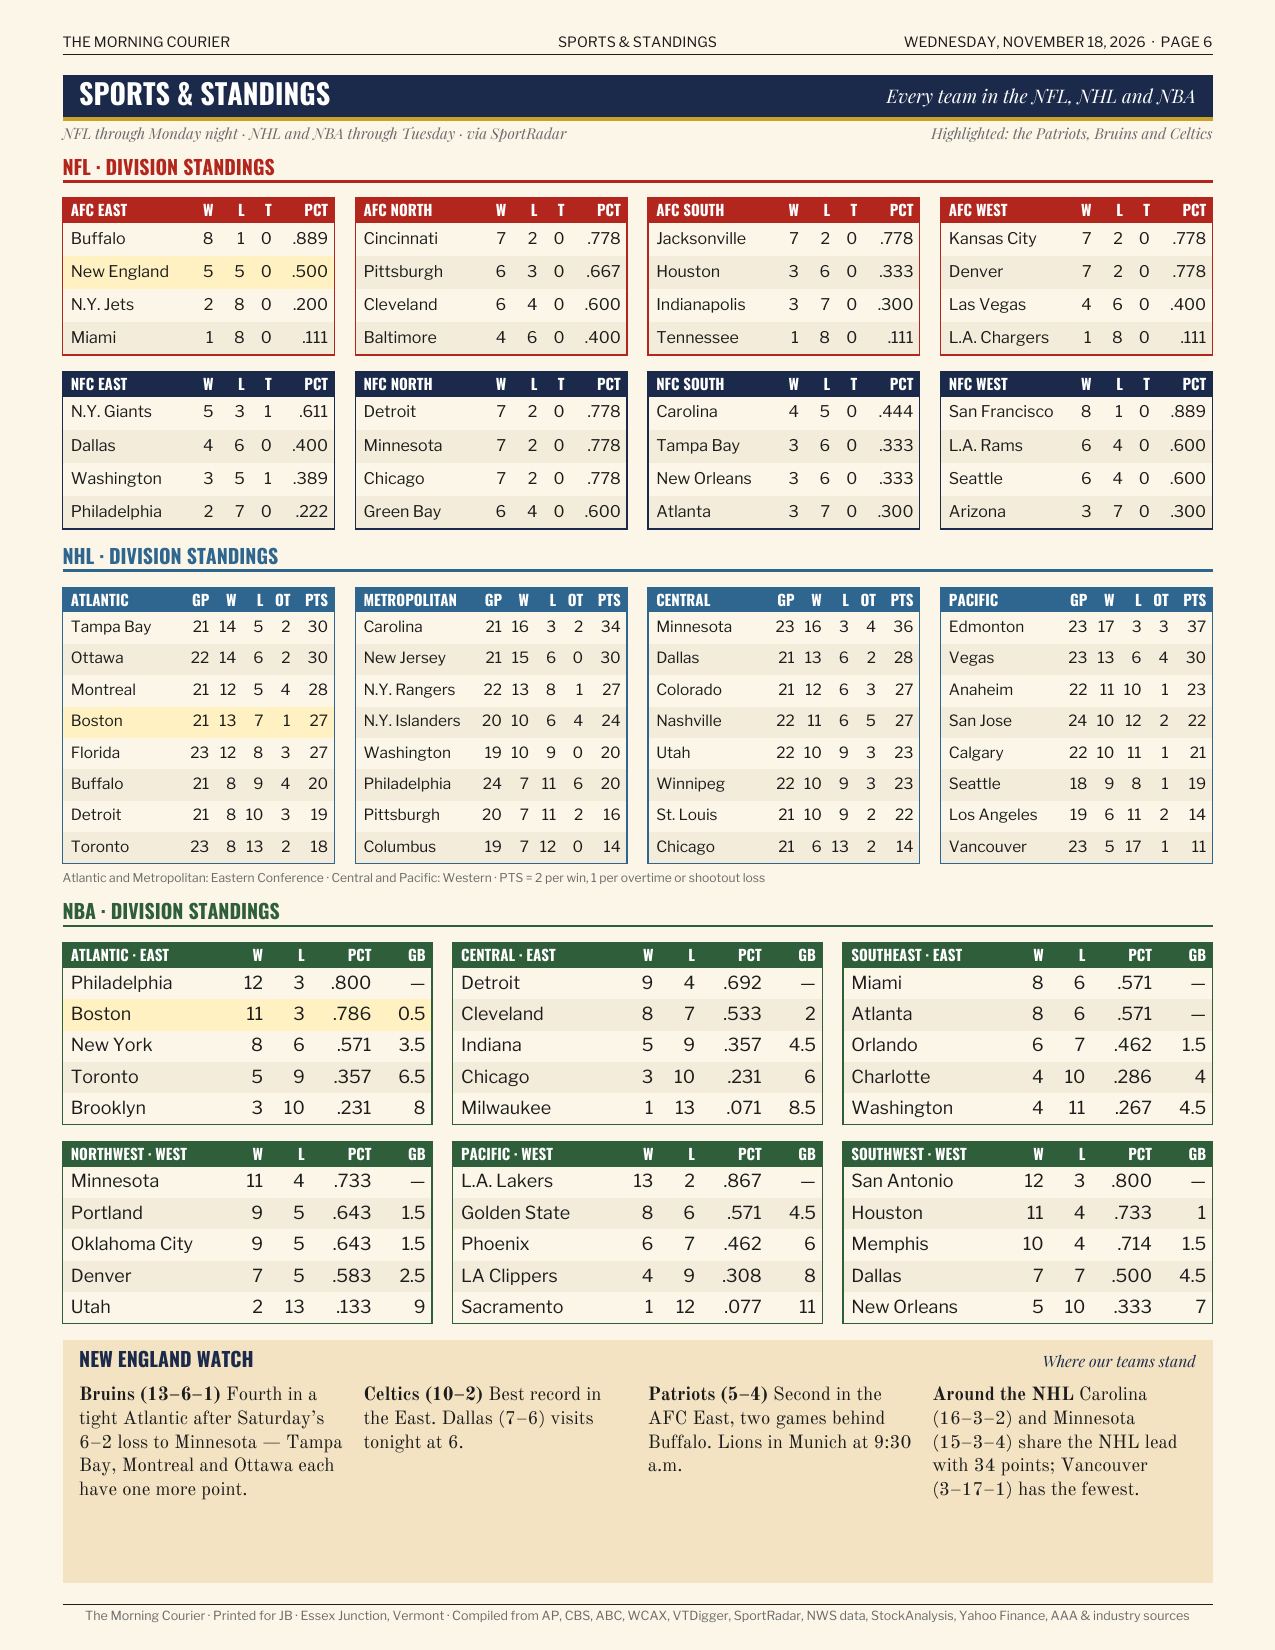 THE MORNING COURIER SPORTS & STANDINGS WEDNESDAY, NOVEMBER 18, 2026 · PAGE 6
SPORTS & STANDINGS Every team in the NFL, NHL and NBA
NFL through Monday night · NHL and NBA through Tuesday · via SportRadar Highlighted: the Patriots, Bruins and Celtics
NFL · DIVISION STANDINGS
AFC EAST W L T PCT
Buffalo 8 1 0 .889
New England 5 5 0 .500
N.Y. Jets 2 8 0 .200
Miami 1 8 0 .111
AFC NORTH W L T PCT
Cincinnati 7 2 0 .778
Pittsburgh 6 3 0 .667
Cleveland 6 4 0 .600
Baltimore 4 6 0 .400
AFC SOUTH W L T PCT
Jacksonville 7 2 0 .778
Houston 3 6 0 .333
Indianapolis 3 7 0 .300
Tennessee 1 8 0 .111
AFC WEST W L T PCT
Kansas City 7 2 0 .778
Denver 7 2 0 .778
Las Vegas 4 6 0 .400
L.A. Chargers 1 8 0 .111
NFC EAST W L T PCT
N.Y. Giants 5 3 1 .611
Dallas 4 6 0 .400
Washington 3 5 1 .389
Philadelphia 2 7 0 .222
NFC NORTH W L T PCT
Detroit 7 2 0 .778
Minnesota 7 2 0 .778
Chicago 7 2 0 .778
Green Bay 6 4 0 .600
NFC SOUTH W L T PCT
Carolina 4 5 0 .444
Tampa Bay 3 6 0 .333
New Orleans 3 6 0 .333
Atlanta 3 7 0 .300
NFC WEST W L T PCT
San Francisco 8 1 0 .889
L.A. Rams 6 4 0 .600
Seattle 6 4 0 .600
Arizona 3 7 0 .300
NHL · DIVISION STANDINGS
ATLANTIC GP W L OT PTS
Tampa Bay 21 14 5 2 30
Ottawa 22 14 6 2 30
Montreal 21 12 5 4 28
Boston 21 13 7 1 27
Florida 23 12 8 3 27
Buffalo 21 8 9 4 20
Detroit 21 8 10 3 19
Toronto 23 8 13 2 18
METROPOLITAN GP W L OT PTS
Carolina 21 16 3 2 34
New Jersey 21 15 6 0 30
N.Y. Rangers 22 13 8 1 27
N.Y. Islanders 20 10 6 4 24
Washington 19 10 9 0 20
Philadelphia 24 7 11 6 20
Pittsburgh 20 7 11 2 16
Columbus 19 7 12 0 14
CENTRAL GP W L OT PTS
Minnesota 23 16 3 4 36
Dallas 21 13 6 2 28
Colorado 21 12 6 3 27
Nashville 22 11 6 5 27
Utah 22 10 9 3 23
Winnipeg 22 10 9 3 23
St. Louis 21 10 9 2 22
Chicago 21 6 13 2 14
PACIFIC GP W L OT PTS
Edmonton 23 17 3 3 37
Vegas 23 13 6 4 30
Anaheim 22 11 10 1 23
San Jose 24 10 12 2 22
Calgary 22 10 11 1 21
Seattle 18 9 8 1 19
Los Angeles 19 6 11 2 14
Vancouver 23 5 17 1 11
Atlantic and Metropolitan: Eastern Conference · Central and Pacific: Western · PTS = 2 per win, 1 per overtime or shootout loss
NBA · DIVISION STANDINGS
ATLANTIC · EAST W L PCT GB
Philadelphia 12 3 .800 —
Boston 11 3 .786 0.5
New York 8 6 .571 3.5
Toronto 5 9 .357 6.5
Brooklyn 3 10 .231 8
CENTRAL · EAST W L PCT GB
Detroit 9 4 .692 —
Cleveland 8 7 .533 2
Indiana 5 9 .357 4.5
Chicago 3 10 .231 6
Milwaukee 1 13 .071 8.5
SOUTHEAST · EAST W L PCT GB
Miami 8 6 .571 —
Atlanta 8 6 .571 —
Orlando 6 7 .462 1.5
Charlotte 4 10 .286 4
Washington 4 11 .267 4.5
NORTHWEST · WEST W L PCT GB
Minnesota 11 4 .733 —
Portland 9 5 .643 1.5
Oklahoma City 9 5 .643 1.5
Denver 7 5 .583 2.5
Utah 2 13 .133 9
PACIFIC · WEST W L PCT GB
L.A. Lakers 13 2 .867 —
Golden State 8 6 .571 4.5
Phoenix 6 7 .462 6
LA Clippers 4 9 .308 8
Sacramento 1 12 .077 11
SOUTHWEST · WEST W L PCT GB
San Antonio 12 3 .800 —
Houston 11 4 .733 1
Memphis 10 4 .714 1.5
Dallas 7 7 .500 4.5
New Orleans 5 10 .333 7
NEW ENGLAND WATCH Where our teams stand
Bruins (13–6–1) Fourth in a
tight Atlantic after Saturday's
6–2 loss to Minnesota — Tampa
Bay, Montreal and Ottawa each
have one more point.
Celtics (10–2) Best record in
the East. Dallas (7–6) visits
tonight at 6.
Patriots (5–4) Second in the
AFC East, two games behind
Buffalo. Lions in Munich at 9:30
a.m.
Around the NHL Carolina
(16–3–2) and Minnesota
(15–3–4) share the NHL lead
with 34 points; Vancouver
(3–17–1) has the fewest.
The Morning Courier · Printed for JB · Essex Junction, Vermont · Compiled from AP, CBS, ABC, WCAX, VTDigger, SportRadar, NWS data, StockAnalysis, Yahoo Finance, AAA & industry sources